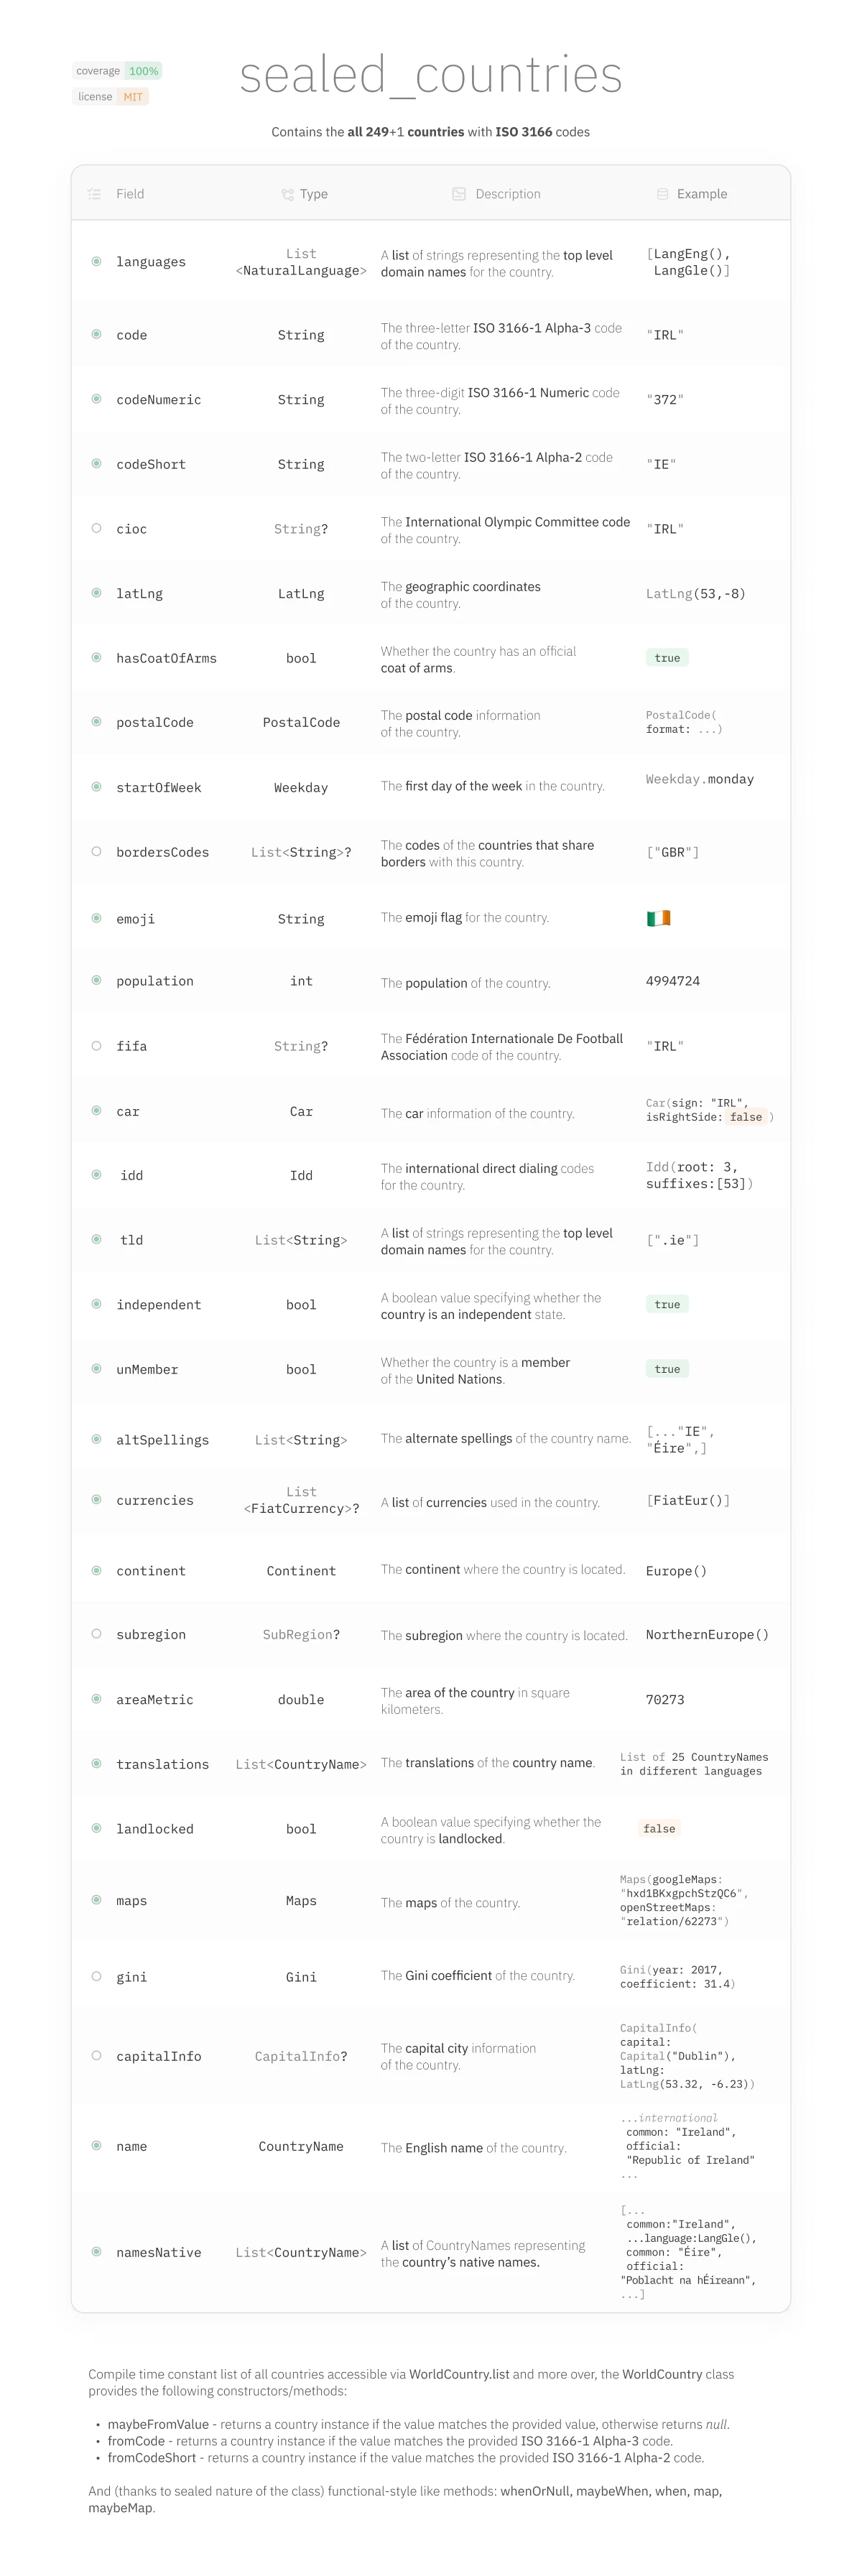 sealed_countries
coverage 100%
license MIT
Contains the all 249+1 countries with ISO 3166 codes
Field Type Description Example
languages List <NaturalLanguage> A list of strings representing the top level domain names for the country. [LangEng(), LangGle()]
code String The three-letter ISO 3166-1 Alpha-3 code of the country. "IRL"
codeNumeric String The three-digit ISO 3166-1 Numeric code of the country. "372"
codeShort String The two-letter ISO 3166-1 Alpha-2 code of the country. "IE"
cioc String? The International Olympic Committee code of the country. "IRL"
latLng LatLng The geographic coordinates of the country. LatLng(53,-8)
hasCoatOfArms bool Whether the country has an official coat of arms. true
postalCode PostalCode The postal code information of the country. PostalCode( format: ...)
startOfWeek Weekday The first day of the week in the country. Weekday.monday
bordersCodes List<String>? The codes of the countries that share borders with this country. ["GBR"]
emoji String The emoji flag for the country. 🇮🇪
population int The population of the country. 4994724
fifa String? The Fédération Internationale De Football Association code of the country. "IRL"
car Car The car information of the country. Car(sign: "IRL", isRightSide: false )
idd Idd The international direct dialing codes for the country. Idd(root: 3, suffixes:[53])
tld List<String> A list of strings representing the top level domain names for the country. [".ie"]
independent bool A boolean value specifying whether the country is an independent state. true
unMember bool Whether the country is a member of the United Nations. true
altSpellings List<String> The alternate spellings of the country name. [..."IE", "Éire",]
currencies List <FiatCurrency>? A list of currencies used in the country. [FiatEur()]
continent Continent The continent where the country is located. Europe()
subregion SubRegion? The subregion where the country is located. NorthernEurope()
areaMetric double The area of the country in square kilometers. 70273
translations List<CountryName> The translations of the country name. List of 25 CountryNames in different languages
landlocked bool A boolean value specifying whether the country is landlocked. false
maps Maps The maps of the country. Maps(googleMaps: "hxd1BKxgpchStzQC6", openStreetMaps: "relation/62273")
gini Gini The Gini coefficient of the country. Gini(year: 2017, coefficient: 31.4)
capitalInfo CapitalInfo? The capital city information of the country. CapitalInfo( capital: Capital("Dublin"), latLng: LatLng(53.32, -6.23))
name CountryName The English name of the country. ...international common: "Ireland", official: "Republic of Ireland" ...
namesNative List<CountryName> A list of CountryNames representing the country’s native names. [... common:"Ireland", ...language:LangGle(), common: "Éire", official: "Poblacht na hÉireann", ...]
Compile time constant list of all countries accessible via WorldCountry.list and more over, the WorldCountry class
provides the following constructors/methods:
• maybeFromValue - returns a country instance if the value matches the provided value, otherwise returns null.
• fromCode - returns a country instance if the value matches the provided ISO 3166-1 Alpha-3 code.
• fromCodeShort - returns a country instance if the value matches the provided ISO 3166-1 Alpha-2 code.
And (thanks to sealed nature of the class) functional-style like methods: whenOrNull, maybeWhen, when, map,
maybeMap.